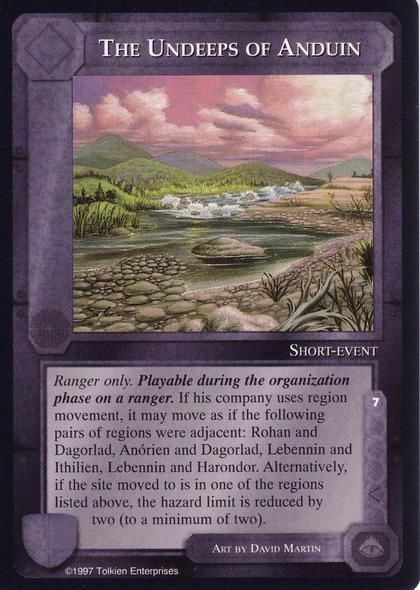 THE UNDEEPS OF ANDUIN
SHORT-EVENT
Ranger only. Playable during the organization
phase on a ranger. If his company uses region
movement, it may move as if the following
pairs of regions were adjacent: Rohan and
Dagorlad, Anórien and Dagorlad, Lebennin and
Ithilien, Lebennin and Harondor. Alternatively,
if the site moved to is in one of the regions
listed above, the hazard limit is reduced by
two (to a minimum of two).
7
ART BY DAVID MARTIN
©1997 Tolkien Enterprises